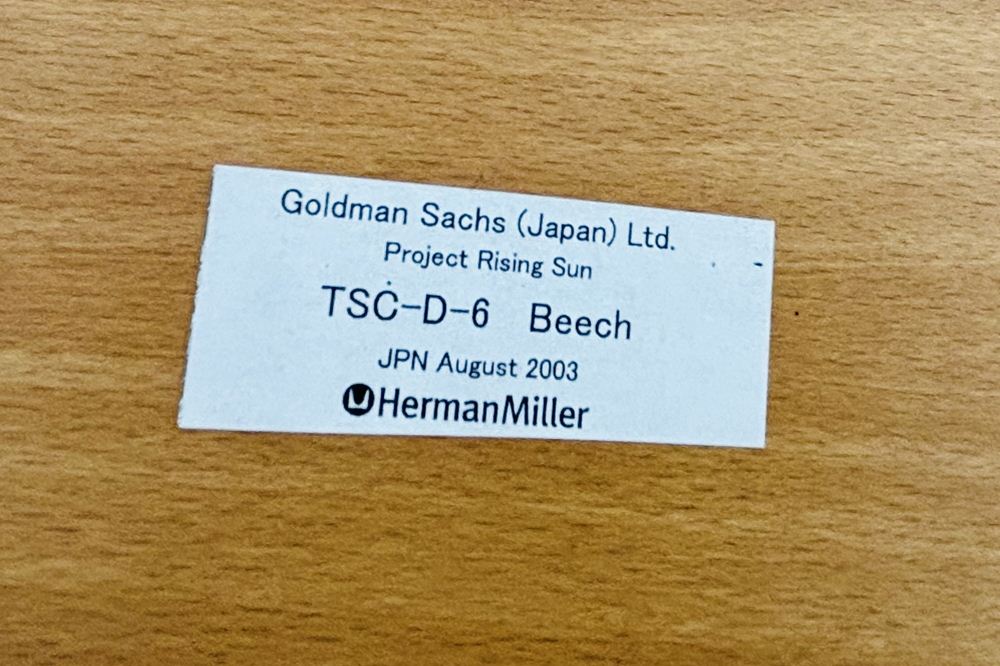 Goldman Sachs (Japan) Ltd.
Project Rising Sun
TSC-D-6 Beech
JPN August 2003
HermanMiller